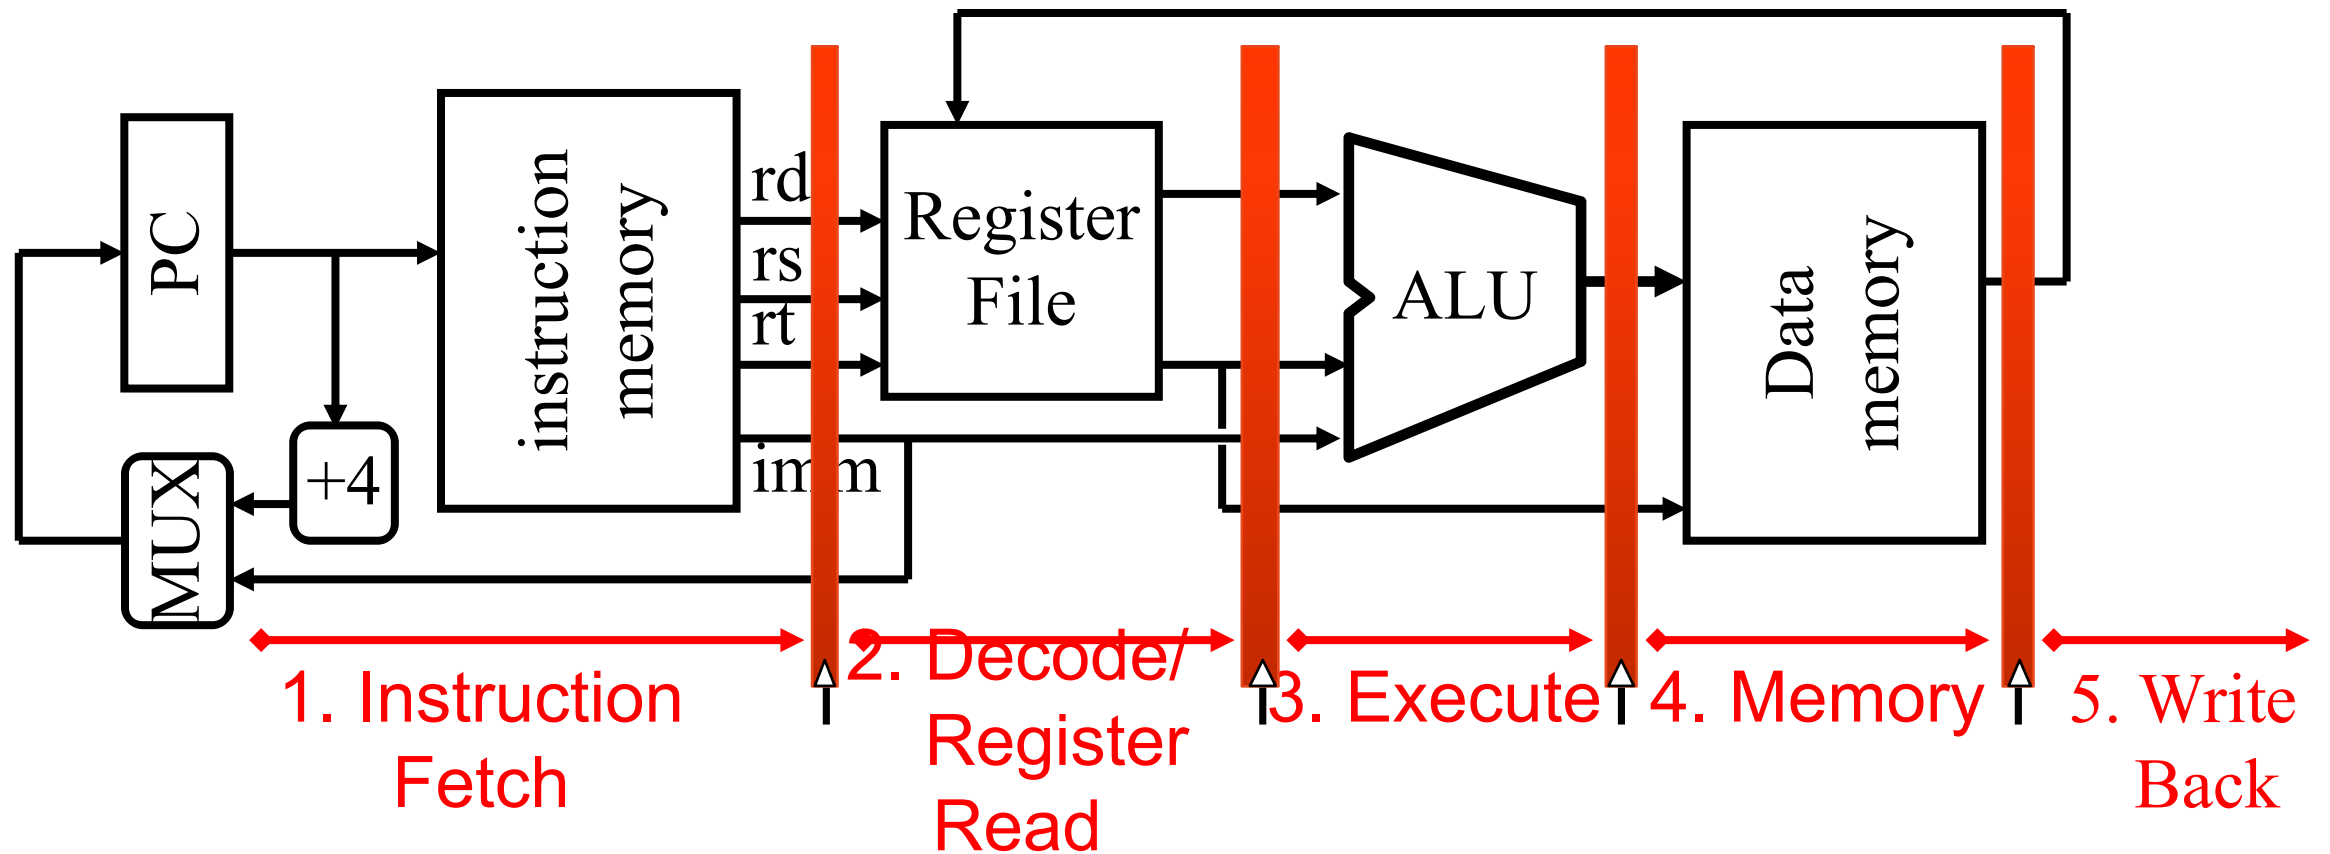 PC
+4
MUX
instruction
memory
rd
rs
rt
imm
Register
File
ALU
Data
memory
1. Instruction
Fetch
2. Decode/
Register
Read
3. Execute
4. Memory
5. Write
Back